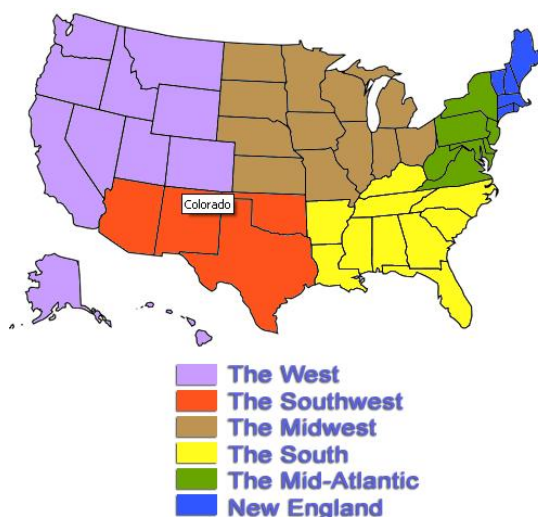 Colorado
The West
The Southwest
The Midwest
The South
The Mid-Atlantic
New England